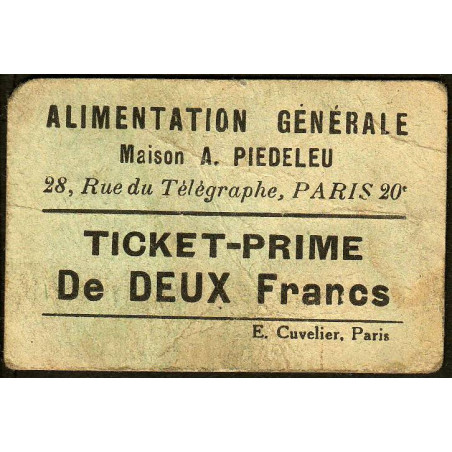 ALIMENTATION GÉNÉRALE
Maison A. PIEDELEU
28, Rue du Télégraphe, PARIS 20e
TICKET-PRIME
De DEUX Francs
E. Cuvelier, Paris